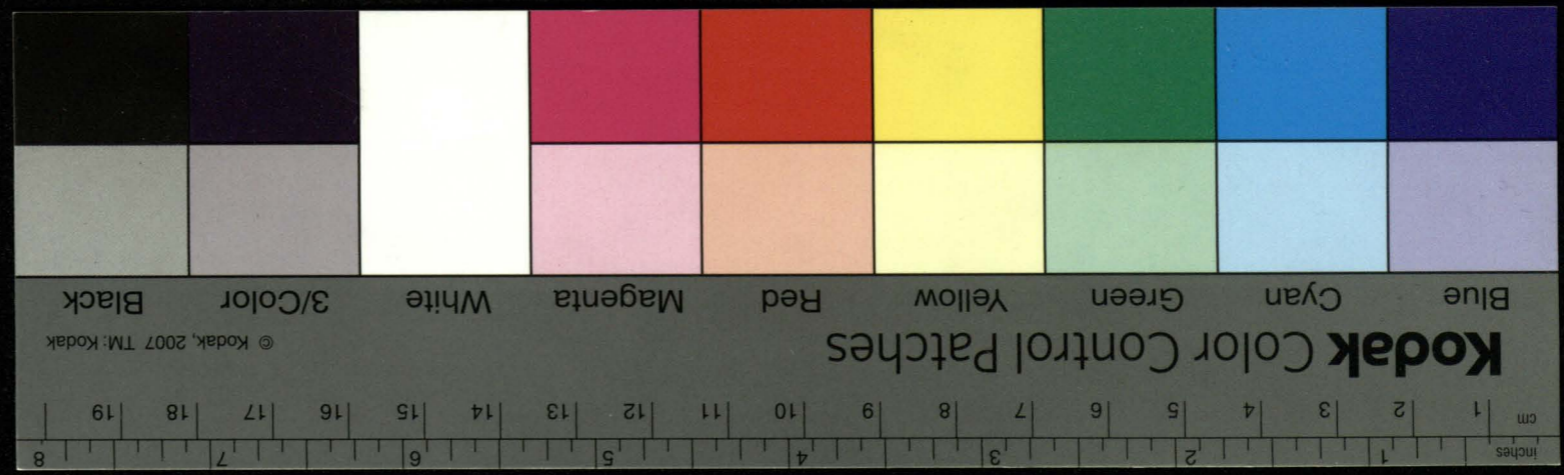 inches 1 2 3 4 5 6 7 8
cm 1 2 3 4 5 6 7 8 9 10 11 12 13 14 15 16 17 18 19
Kodak Color Control Patches © Kodak, 2007 TM: Kodak
Blue Cyan Green Yellow Red Magenta White 3/Color Black